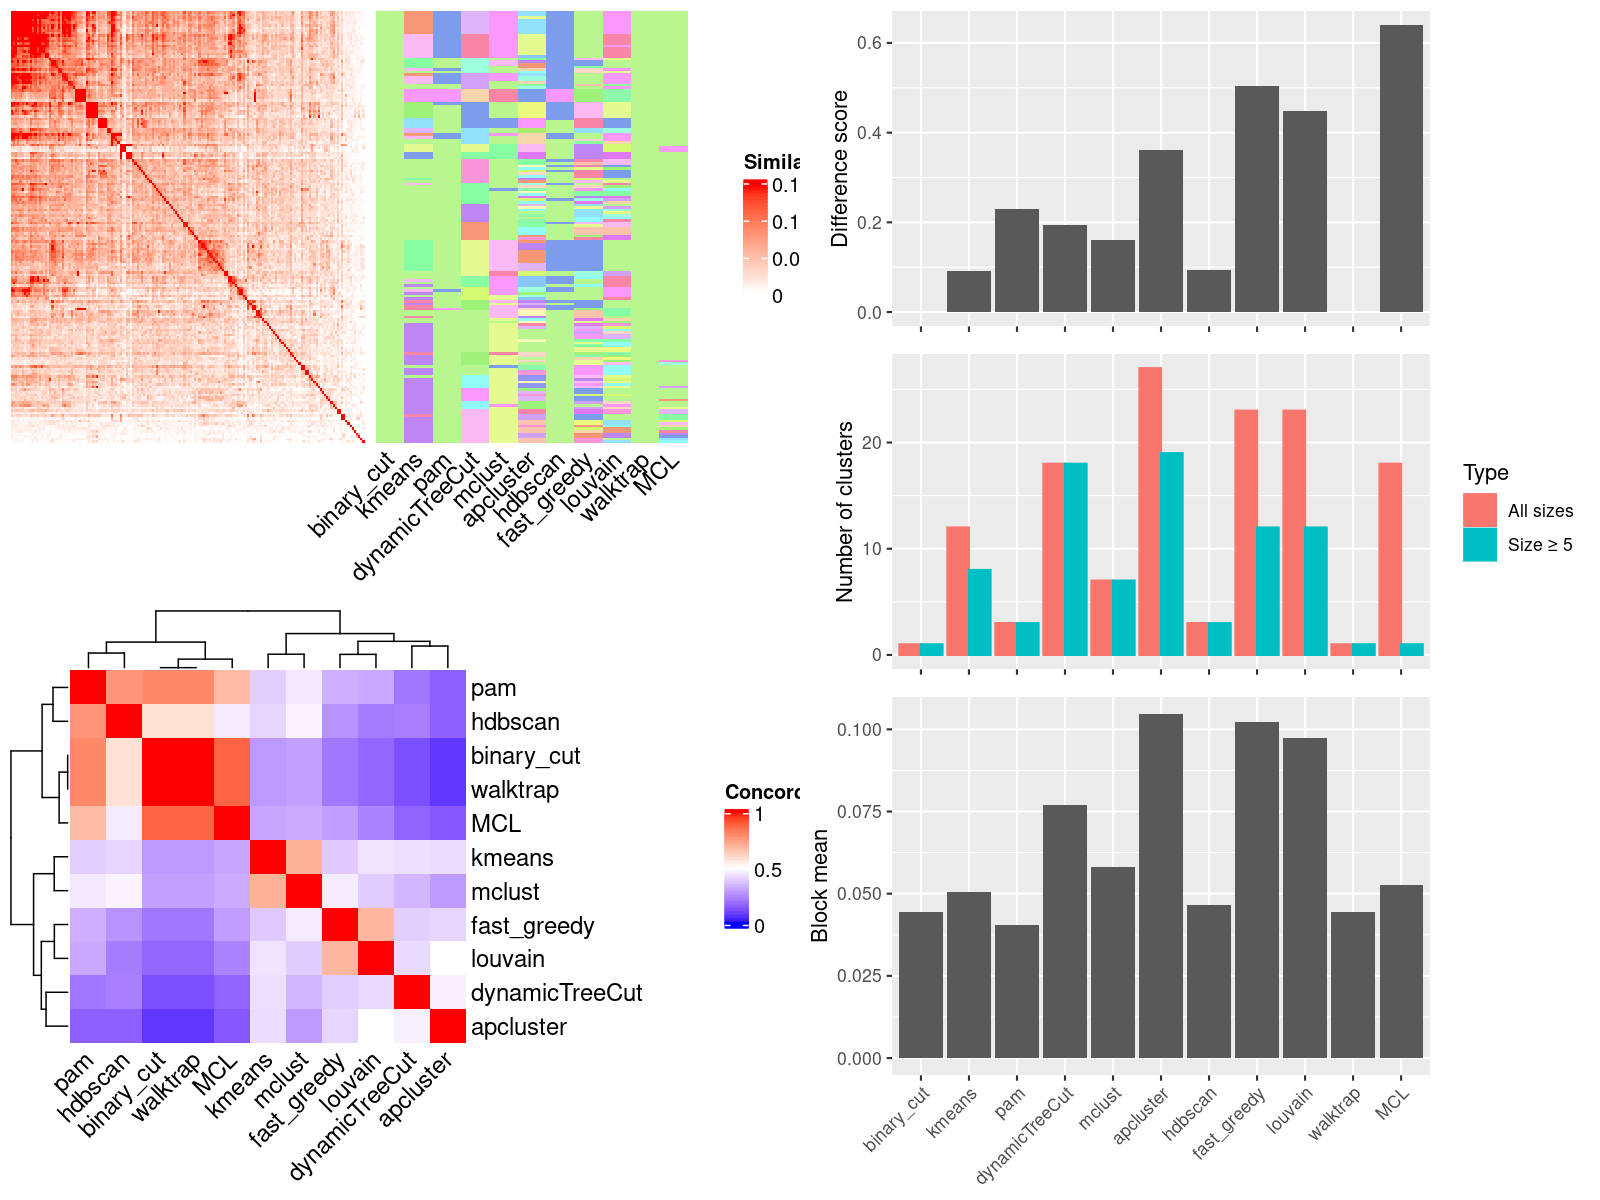 Simila
0.1
0.1
0.0
0
binary_cut
kmeans
pam
dynamicTreeCut
mclust
apcluster
hdbscan
fast_greedy
louvain
walktrap
MCL
pam
hdbscan
binary_cut
walktrap
MCL
kmeans
mclust
fast_greedy
louvain
dynamicTreeCut
apcluster
Concord
1
0.5
0
pam
hdbscan
binary_cut
walktrap
MCL
kmeans
mclust
fast_greedy
louvain
dynamicTreeCut
apcluster
Difference score
0.6
0.4
0.2
0.0
Number of clusters
20
10
0
Type
All sizes
Size ≥ 5
Block mean
0.100
0.075
0.050
0.025
0.000
binary_cut
kmeans
pam
dynamicTreeCut
mclust
apcluster
hdbscan
fast_greedy
louvain
walktrap
MCL